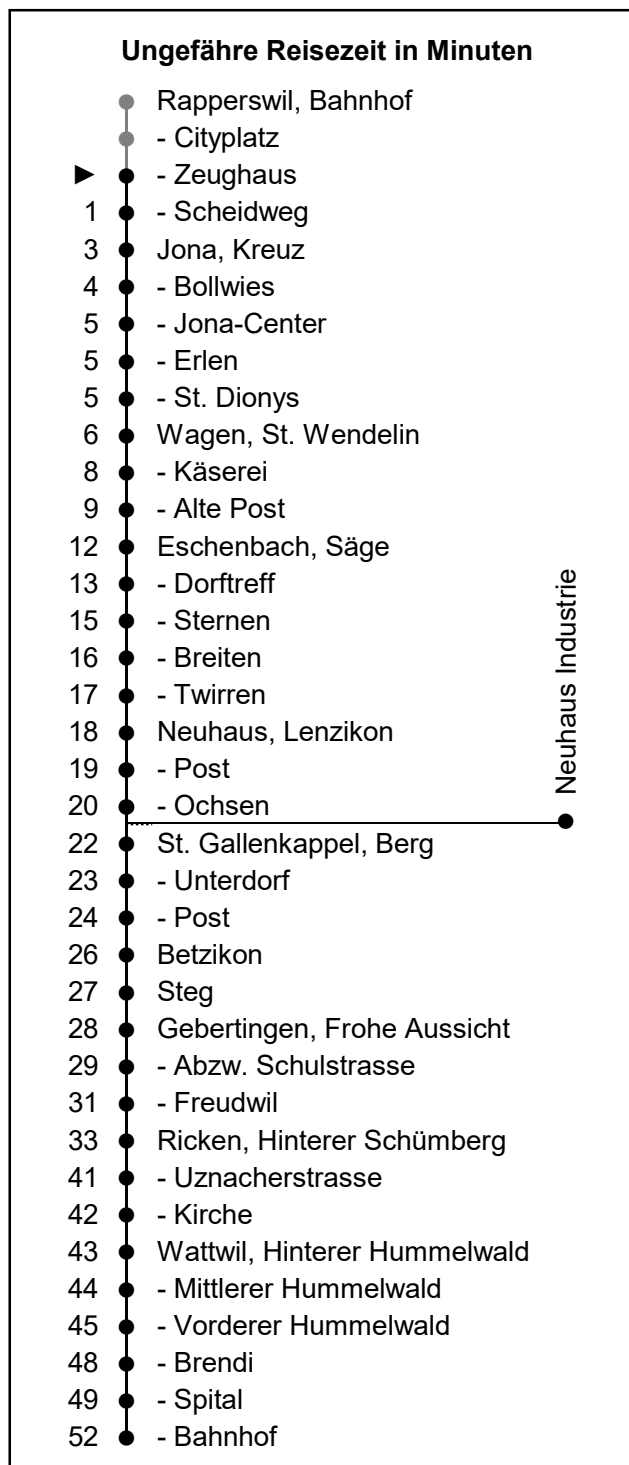 Ungefähre Reisezeit in Minuten
Rapperswil, Bahnhof
- Cityplatz
► - Zeughaus
1 - Scheidweg
3 Jona, Kreuz
4 - Bollwies
5 - Jona-Center
5 - Erlen
5 - St. Dionys
6 Wagen, St. Wendelin
8 - Käserei
9 - Alte Post
12 Eschenbach, Säge
13 - Dorftreff
15 - Sternen
16 - Breiten
17 - Twirren
18 Neuhaus, Lenzikon
19 - Post
20 - Ochsen
Neuhaus Industrie
22 St. Gallenkappel, Berg
23 - Unterdorf
24 - Post
26 Betzikon
27 Steg
28 Gebertingen, Frohe Aussicht
29 - Abzw. Schulstrasse
31 - Freudwil
33 Ricken, Hinterer Schümberg
41 - Uznacherstrasse
42 - Kirche
43 Wattwil, Hinterer Hummelwald
44 - Mittlerer Hummelwald
45 - Vorderer Hummelwald
48 - Brendi
49 - Spital
52 - Bahnhof